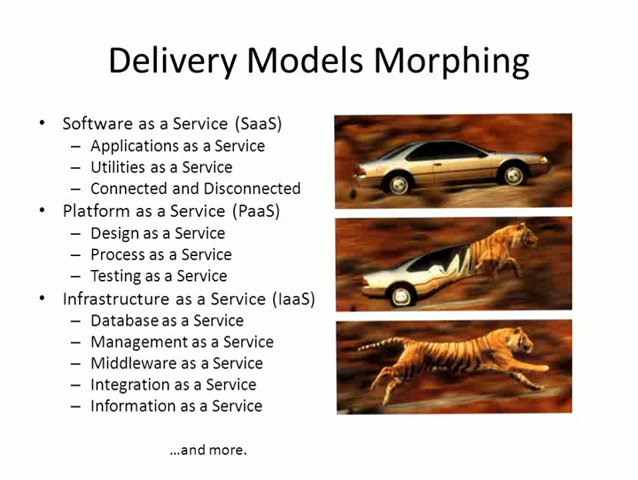 Delivery Models Morphing
• Software as a Service (SaaS)
– Applications as a Service
– Utilities as a Service
– Connected and Disconnected
• Platform as a Service (PaaS)
– Design as a Service
– Process as a Service
– Testing as a Service
• Infrastructure as a Service (IaaS)
– Database as a Service
– Management as a Service
– Middleware as a Service
– Integration as a Service
– Information as a Service
…and more.